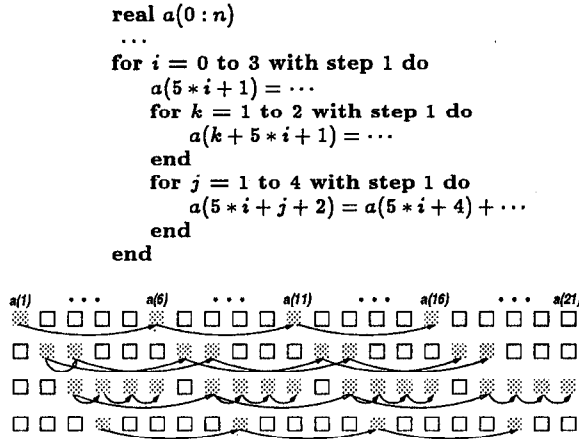 real a(0 : n)
...
for i = 0 to 3 with step 1 do
a(5 * i + 1) = ...
for k = 1 to 2 with step 1 do
a(k + 5 * i + 1) = ...
end
for j = 1 to 4 with step 1 do
a(5 * i + j + 2) = a(5 * i + 4) + ...
end
end
a(1) ... a(6) ... a(11) ... a(16) ... a(21)